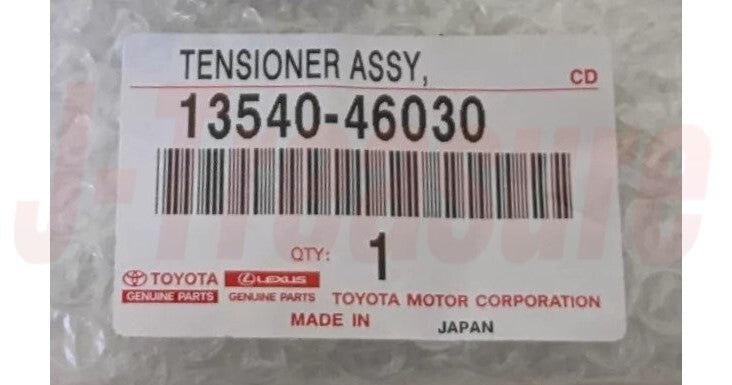 TENSIONER ASSY,
CD
13540-46030
QTY: 1
TOYOTA LEXUS
GENUINE PARTS GENUINE PARTS TOYOTA MOTOR CORPORATION
MADE IN JAPAN
J-Treasure